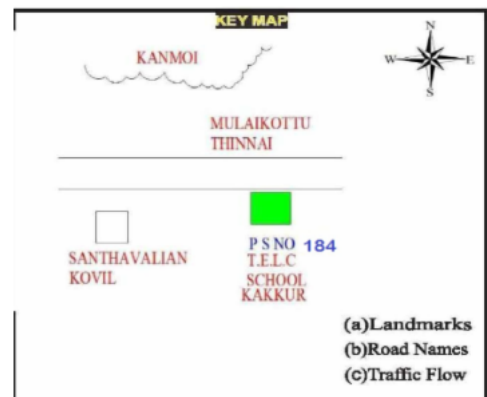 KEY MAP
N
KANMOI
W E
S
MULAIKOTTU
THINNAI
P S NO 184
SANTHAVALIAN
KOVIL
T.E.L.C
SCHOOL
KAKKUR
(a)Landmarks
(b)Road Names
(c)Traffic Flow